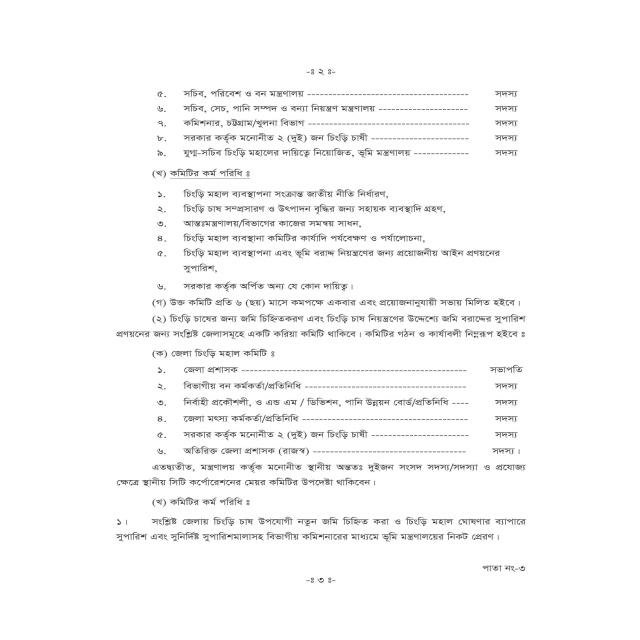 -ঃ ২ ঃ-
৫. সচিব, পরিবেশ ও বন মন্ত্রণালয় -------------------------------------- সদস্য
৬. সচিব, সেচ, পানি সম্পদ ও বন্যা নিয়ন্ত্রণ মন্ত্রণালয় --------------------- সদস্য
৭. কমিশনার, চট্টগ্রাম/খুলনা বিভাগ -------------------------------------- সদস্য
৮. সরকার কর্তৃক মনোনীত ২ (দুই) জন চিংড়ি চাষী ----------------------- সদস্য
৯. যুগ্ম-সচিব চিংড়ি মহালের দায়িত্বে নিয়োজিত, ভূমি মন্ত্রণালয় ------------- সদস্য
(খ) কমিটির কর্ম পরিধি ঃ
১. চিংড়ি মহাল ব্যবস্থাপনা সংক্রান্ত জাতীয় নীতি নির্ধারণ,
২. চিংড়ি চাষ সম্প্রসারণ ও উৎপাদন বৃদ্ধির জন্য সহায়ক ব্যবস্থাদি গ্রহণ,
৩. আন্তঃমন্ত্রণালয়/বিভাগের কাজের সমন্বয় সাধন,
৪. চিংড়ি মহাল ব্যবস্থানা কমিটির কার্যাদি পর্যবেক্ষণ ও পর্যালোচনা,
৫. চিংড়ি মহাল ব্যবস্থাপনা এবং ভূমি বরাদ্দ নিয়ন্ত্রণের জন্য প্রয়োজনীয় আইন প্রণয়নের
সুপারিশ,
৬. সরকার কর্তৃক অর্পিত অন্য যে কোন দায়িত্ব।
(গ) উক্ত কমিটি প্রতি ৬ (ছয়) মাসে কমপক্ষে একবার এবং প্রয়োজনানুযায়ী সভায় মিলিত হইবে।
(২) চিংড়ি চাষের জন্য জমি চিহ্নিতকরণ এবং চিংড়ি চাষ নিয়ন্ত্রণের উদ্দেশ্যে জমি বরাদ্দের সুপারিশ
প্রণয়নের জন্য সংশ্লিষ্ট জেলাসমূহে একটি করিয়া কমিটি থাকিবে। কমিটির গঠন ও কার্যাবলী নিম্নরূপ হইবে ঃ
(ক) জেলা চিংড়ি মহাল কমিটি ঃ
১. জেলা প্রশাসক ----------------------------------------------------- সভাপতি
২. বিভাগীয় বন কর্মকর্তা/প্রতিনিধি -------------------------------------- সদস্য
৩. নির্বাহী প্রকৌশলী, ও এন্ড এম / ডিভিশন, পানি উন্নয়ন বোর্ড/প্রতিনিধি ---- সদস্য
৪. জেলা মৎস্য কর্মকর্তা/প্রতিনিধি --------------------------------------- সদস্য
৫. সরকার কর্তৃক মনোনীত ২ (দুই) জন চিংড়ি চাষী ----------------------- সদস্য
৬. অতিরিক্ত জেলা প্রশাসক (রাজস্ব) ------------------------------------ সদস্য।
এতদ্ব্যতীত, মন্ত্রণালয় কর্তৃক মনোনীত স্থানীয় অন্ততঃ দুইজন সংসদ সদস্য/সদস্যা ও প্রযোজ্য
ক্ষেত্রে স্থানীয় সিটি কর্পোরেশনের মেয়র কমিটির উপদেষ্টা থাকিবেন।
(খ) কমিটির কর্ম পরিধি ঃ
১। সংশ্লিষ্ট জেলায় চিংড়ি চাষ উপযোগী নতুন জমি চিহ্নিত করা ও চিংড়ি মহাল ঘোষণার ব্যাপারে
সুপারিশ এবং সুনির্দিষ্ট সুপারিশমালাসহ বিভাগীয় কমিশনারের মাধ্যমে ভূমি মন্ত্রণালয়ের নিকট প্রেরণ।
পাতা নং-৩
-ঃ ৩ ঃ-